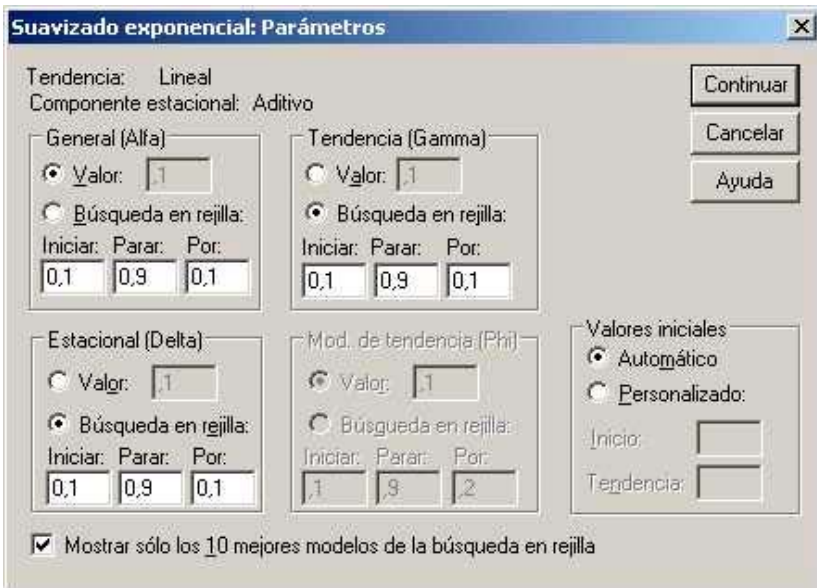 Suavizado exponencial: Parámetros
Tendencia: Lineal
Componente estacional: Aditivo
General (Alfa)
Valor: ,1
Búsqueda en rejilla:
Iniciar: Parar: Por:
0,1 0,9 0,1
Tendencia (Gamma)
Valor: ,1
Búsqueda en rejilla:
Iniciar: Parar: Por:
0,1 0,9 0,1
Continuar
Cancelar
Ayuda
Estacional (Delta)
Valor: ,1
Búsqueda en rejilla:
Iniciar: Parar: Por:
0,1 0,9 0,1
Mod. de tendencia (Phi)
Valor: ,1
Búsqueda en rejilla:
Iniciar: Parar: Por:
,1 ,9 ,2
Valores iniciales
Automático
Personalizado:
Inicio:
Tendencia:
Mostrar sólo los 10 mejores modelos de la búsqueda en rejilla